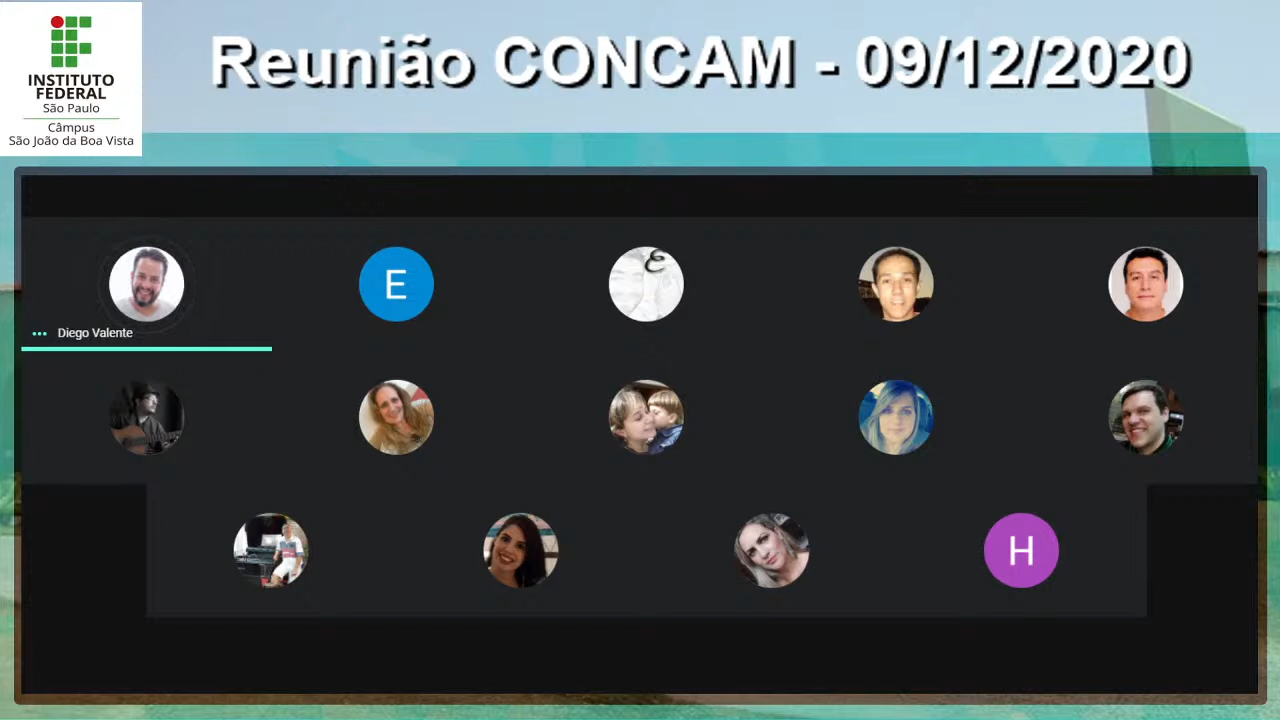 INSTITUTO
FEDERAL
São Paulo
Câmpus
São João da Boa Vista
Reunião CONCAM - 09/12/2020
Diego Valente
E
ε
H